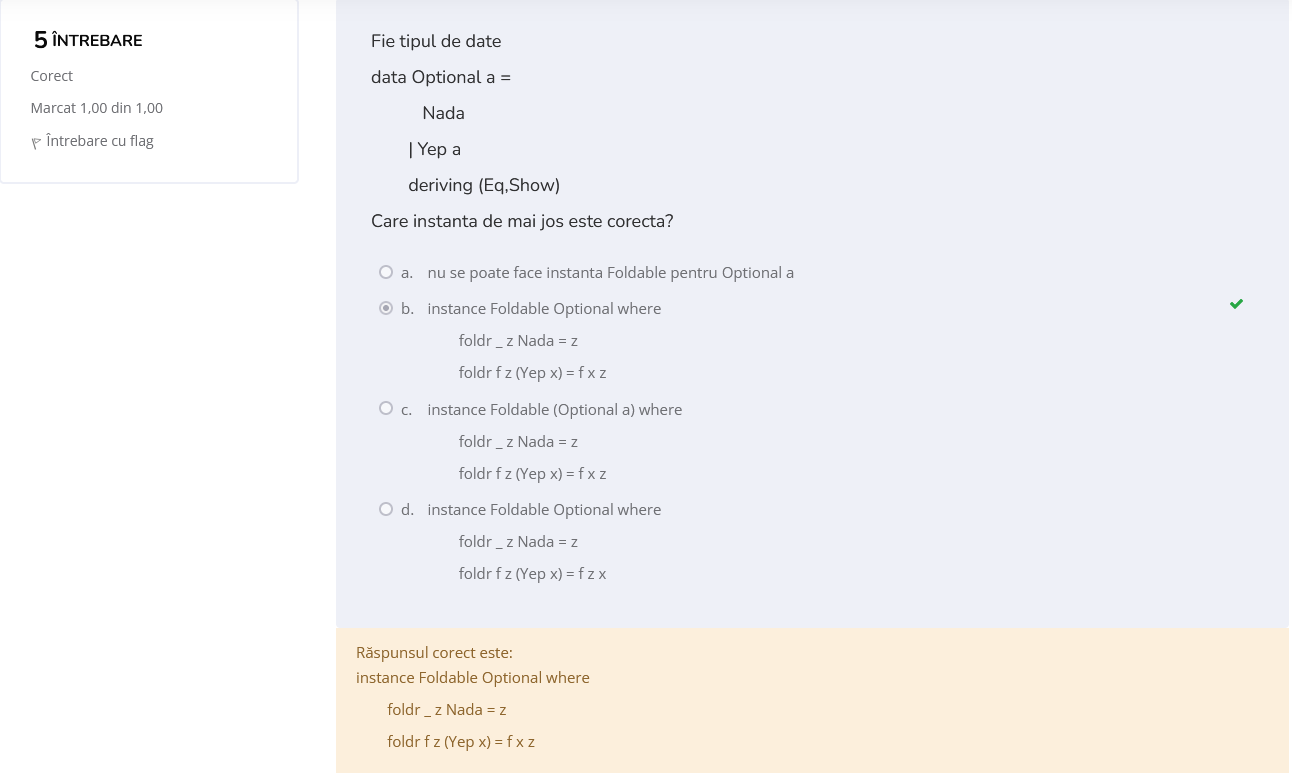 5 ÎNTREBARE
Corect
Marcat 1,00 din 1,00
Întrebare cu flag
Fie tipul de date
data Optional a =
Nada
| Yep a
deriving (Eq,Show)
Care instanta de mai jos este corecta?
a. nu se poate face instanta Foldable pentru Optional a
b. instance Foldable Optional where
foldr _ z Nada = z
foldr f z (Yep x) = f x z
c. instance Foldable (Optional a) where
foldr _ z Nada = z
foldr f z (Yep x) = f x z
d. instance Foldable Optional where
foldr _ z Nada = z
foldr f z (Yep x) = f z x
Răspunsul corect este:
instance Foldable Optional where
foldr _ z Nada = z
foldr f z (Yep x) = f x z